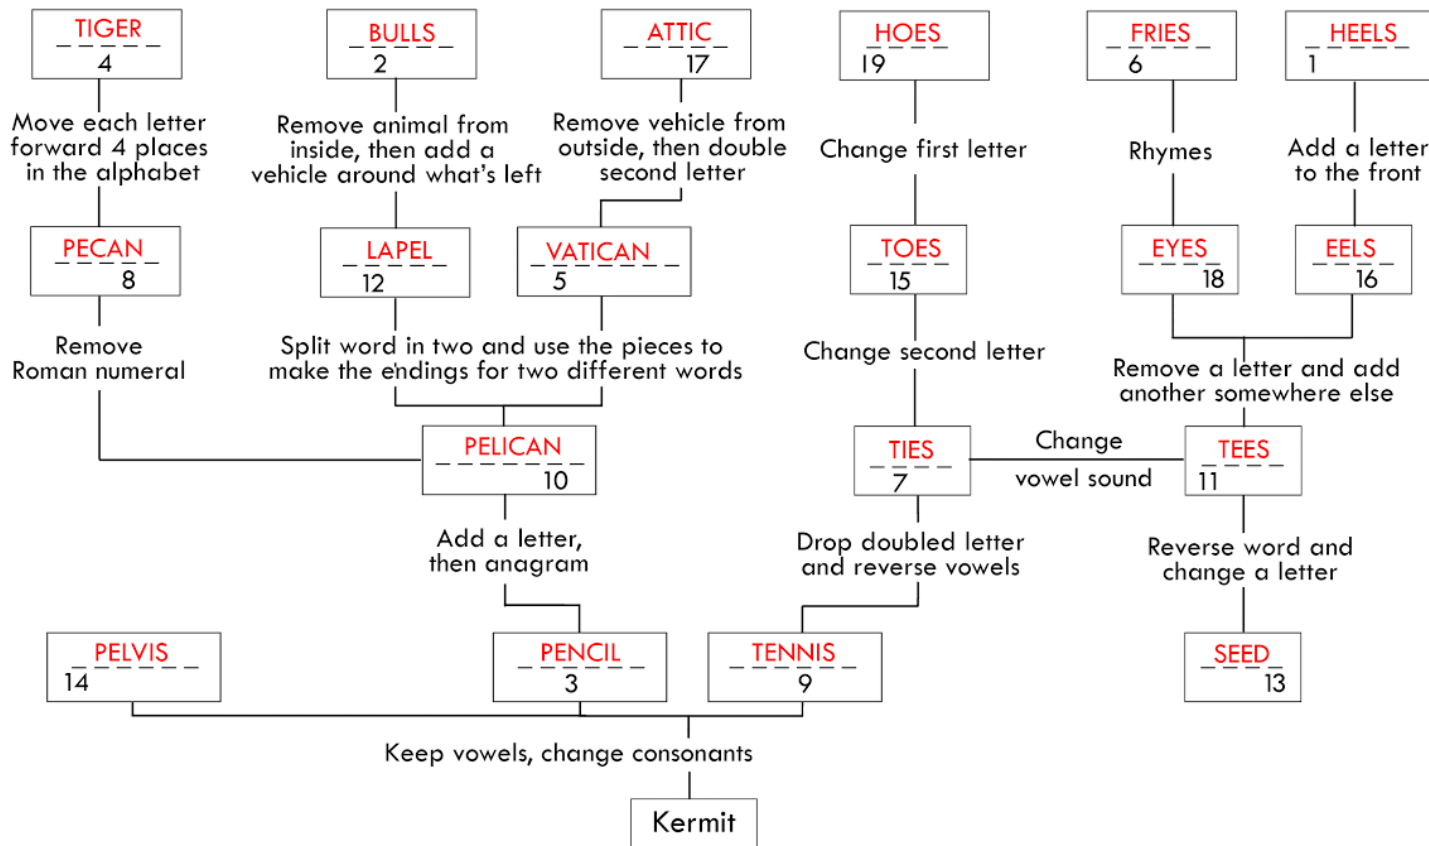 TIGER
BULLS
ATTIC
HOES
FRIES
HEELS
4
2
17
19
6
1
Move each letter
forward 4 places
in the alphabet
Remove animal from
inside, then add a
vehicle around what's left
Remove vehicle from
outside, then double
second letter
Change first letter
Rhymes
Add a letter
to the front
PECAN
LAPEL
VATICAN
TOES
EYES
EELS
8
12
5
15
18
16
Remove
Roman numeral
Split word in two and use the pieces to
make the endings for two different words
Change second letter
Remove a letter and add
another somewhere else
PELICAN
10
TIES
7
Change
vowel sound
TEES
11
Add a letter,
then anagram
Drop doubled letter
and reverse vowels
Reverse word and
change a letter
PELVIS
PENCIL
TENNIS
SEED
14
3
9
13
Keep vowels, change consonants
Kermit